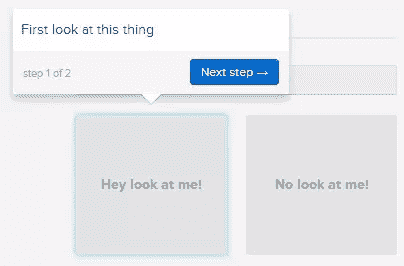 First look at this thing
step 1 of 2
Next step →
Hey look at me!
No look at me!